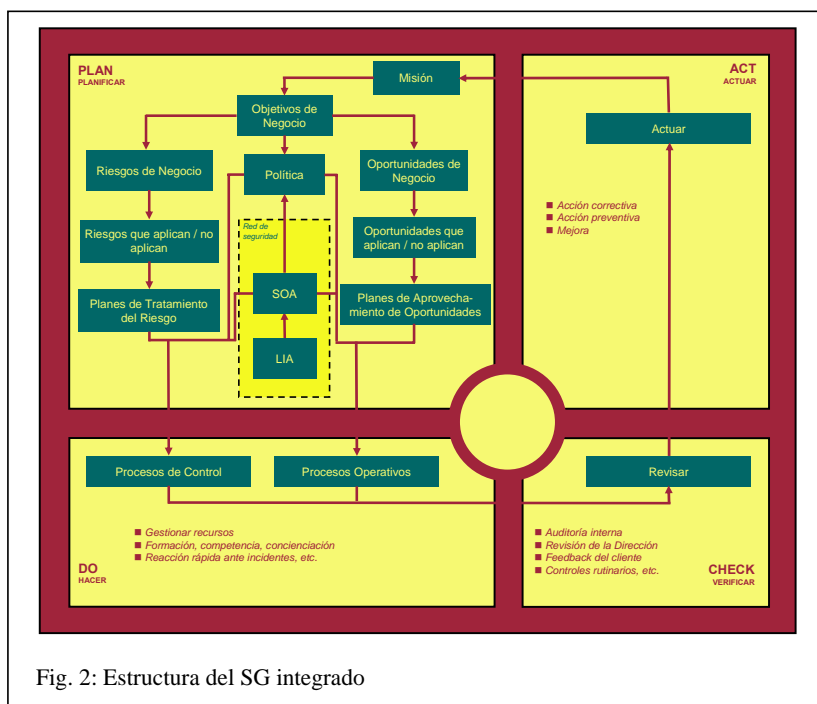 PLAN
PLANIFICAR
Misión
Objetivos de
Negocio
Riesgos de Negocio
Política
Oportunidades de
Negocio
Riesgos que aplican / no
aplican
Red de
seguridad
Oportunidades que
aplican / no aplican
Planes de Tratamiento
del Riesgo
SOA
Planes de Aprovecha-
miento de Oportunidades
LIA
ACT
ACTUAR
Actuar
■ Acción correctiva
■ Acción preventiva
■ Mejora
Procesos de Control
Procesos Operativos
■ Gestionar recursos
■ Formación, competencia, concienciación
■ Reacción rápida ante incidentes, etc.
DO
HACER
Revisar
■ Auditoría interna
■ Revisión de la Dirección
■ Feedback del cliente
■ Controles rutinarios, etc.
CHECK
VERIFICAR
Fig. 2: Estructura del SG integrado